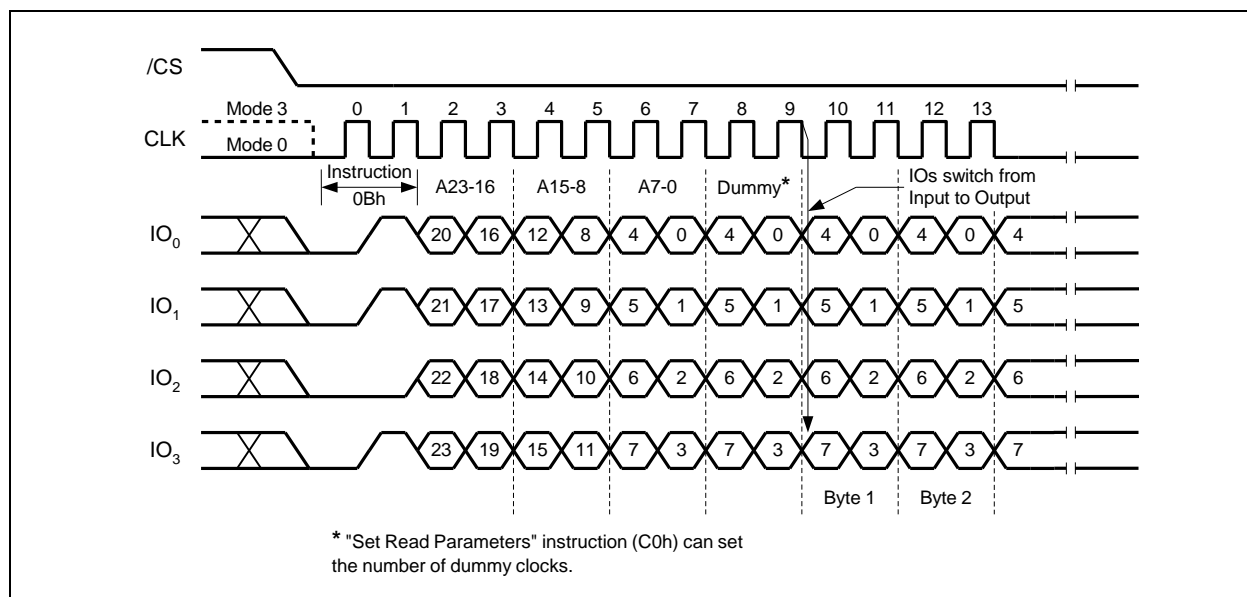 /CS
Mode 3 0 1 2 3 4 5 6 7 8 9 10 11 12 13
CLK
Mode 0
Instruction
0Bh
A23-16 A15-8 A7-0 Dummy*
IOs switch from
Input to Output
IO0 20 16 12 8 4 0 4 0 4 0 4 0 4
IO1 21 17 13 9 5 1 5 1 5 1 5 1 5
IO2 22 18 14 10 6 2 6 2 6 2 6 2 6
IO3 23 19 15 11 7 3 7 3 7 3 7 3 7
Byte 1 Byte 2
* "Set Read Parameters" instruction (C0h) can set
the number of dummy clocks.